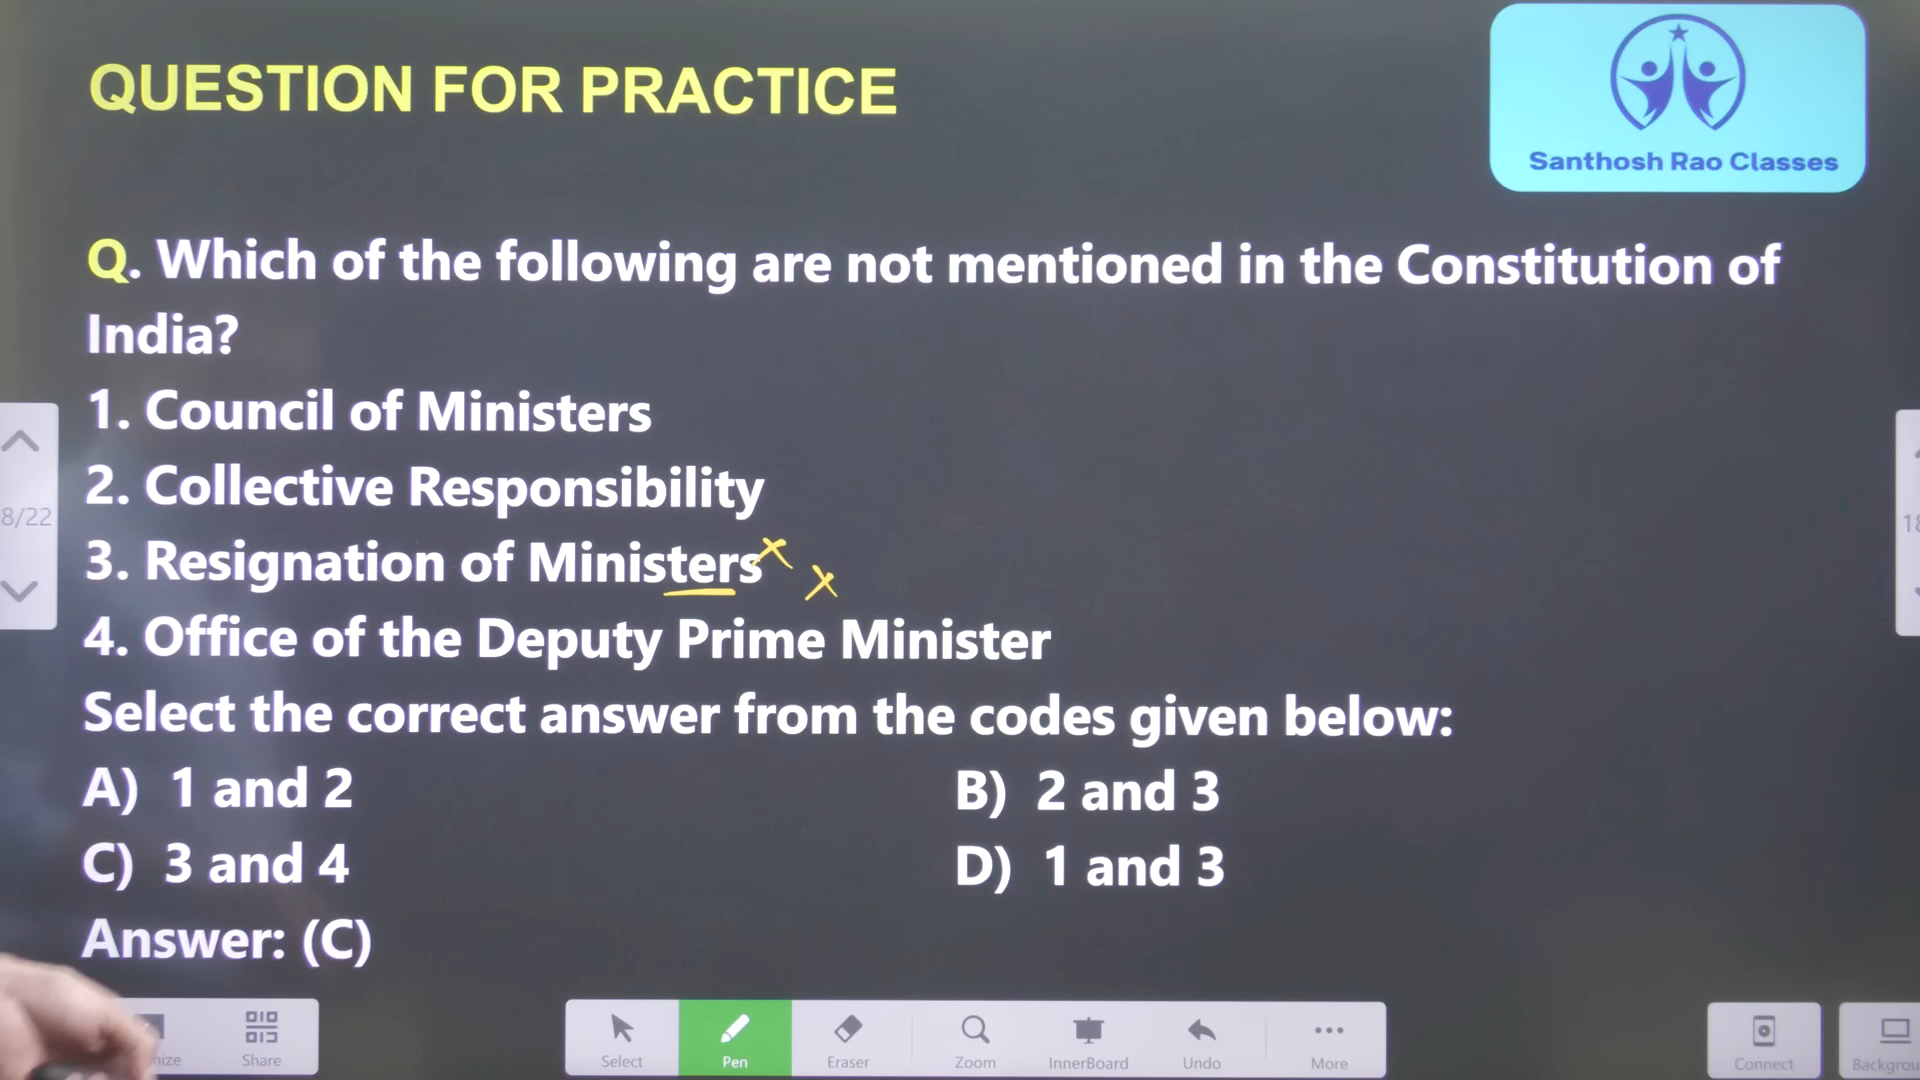 QUESTION FOR PRACTICE
Santhosh Rao Classes
Q. Which of the following are not mentioned in the Constitution of
India?
1. Council of Ministers
2. Collective Responsibility
3. Resignation of Ministers
4. Office of the Deputy Prime Minister
Select the correct answer from the codes given below:
A) 1 and 2
B) 2 and 3
C) 3 and 4
D) 1 and 3
Answer: (C)
8/22
Share
Select
Pen
Eraser
Zoom
InnerBoard
Undo
More
Connect